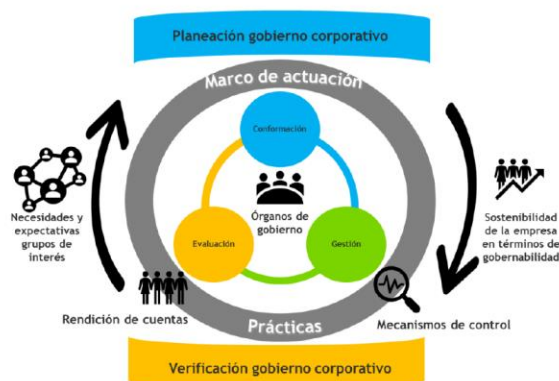 Planeación gobierno corporativo
Marco de actuación
Conformación
Órganos de
gobierno
Evaluación
Gestión
Necesidades y
expectativas
grupos de
interés
Sostenibilidad
de la empresa
en términos de
gobernabilidad
Rendición de cuentas
Prácticas
Mecanismos de control
Verificación gobierno corporativo